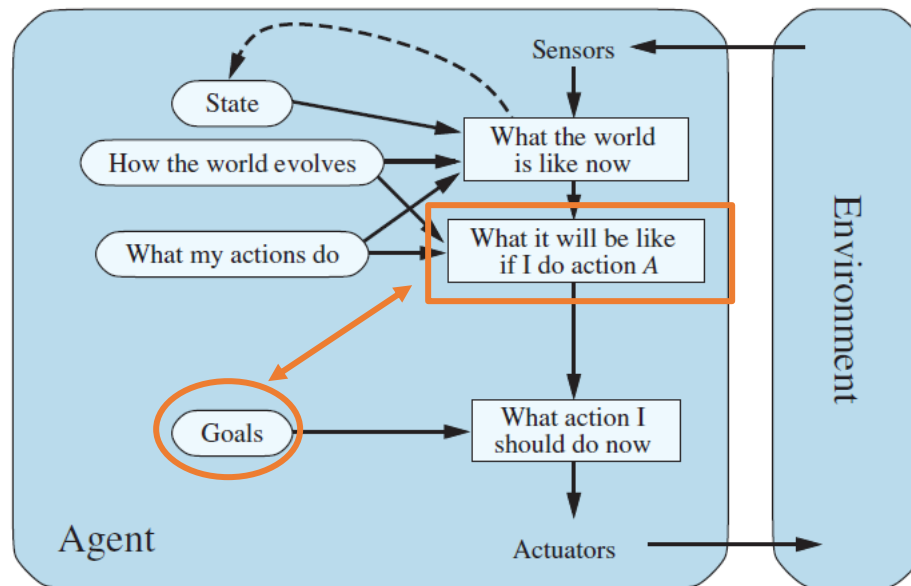 Sensors
State
What the world
is like now
How the world evolves
What it will be like
if I do action A
What my actions do
Goals
What action I
should do now
Agent
Actuators
Environment